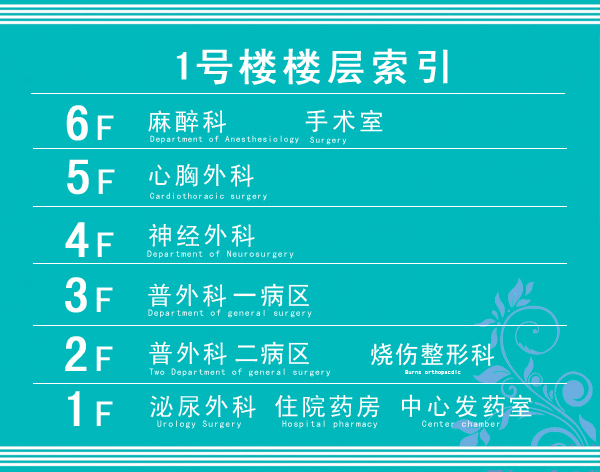 1号楼楼层索引
6F 麻醉科 手术室
Department of Anesthesiology Surgery
5F 心胸外科
Cardiothoracic surgery
4F 神经外科
Department of Neurosurgery
3F 普外科一病区
Department of general surgery
2F 普外科二病区 烧伤整形科
Two Department of general surgery Burns orthopaedic
1F 泌尿外科 住院药房 中心发药室
Urology Surgery Hospital pharmacy Center chamber